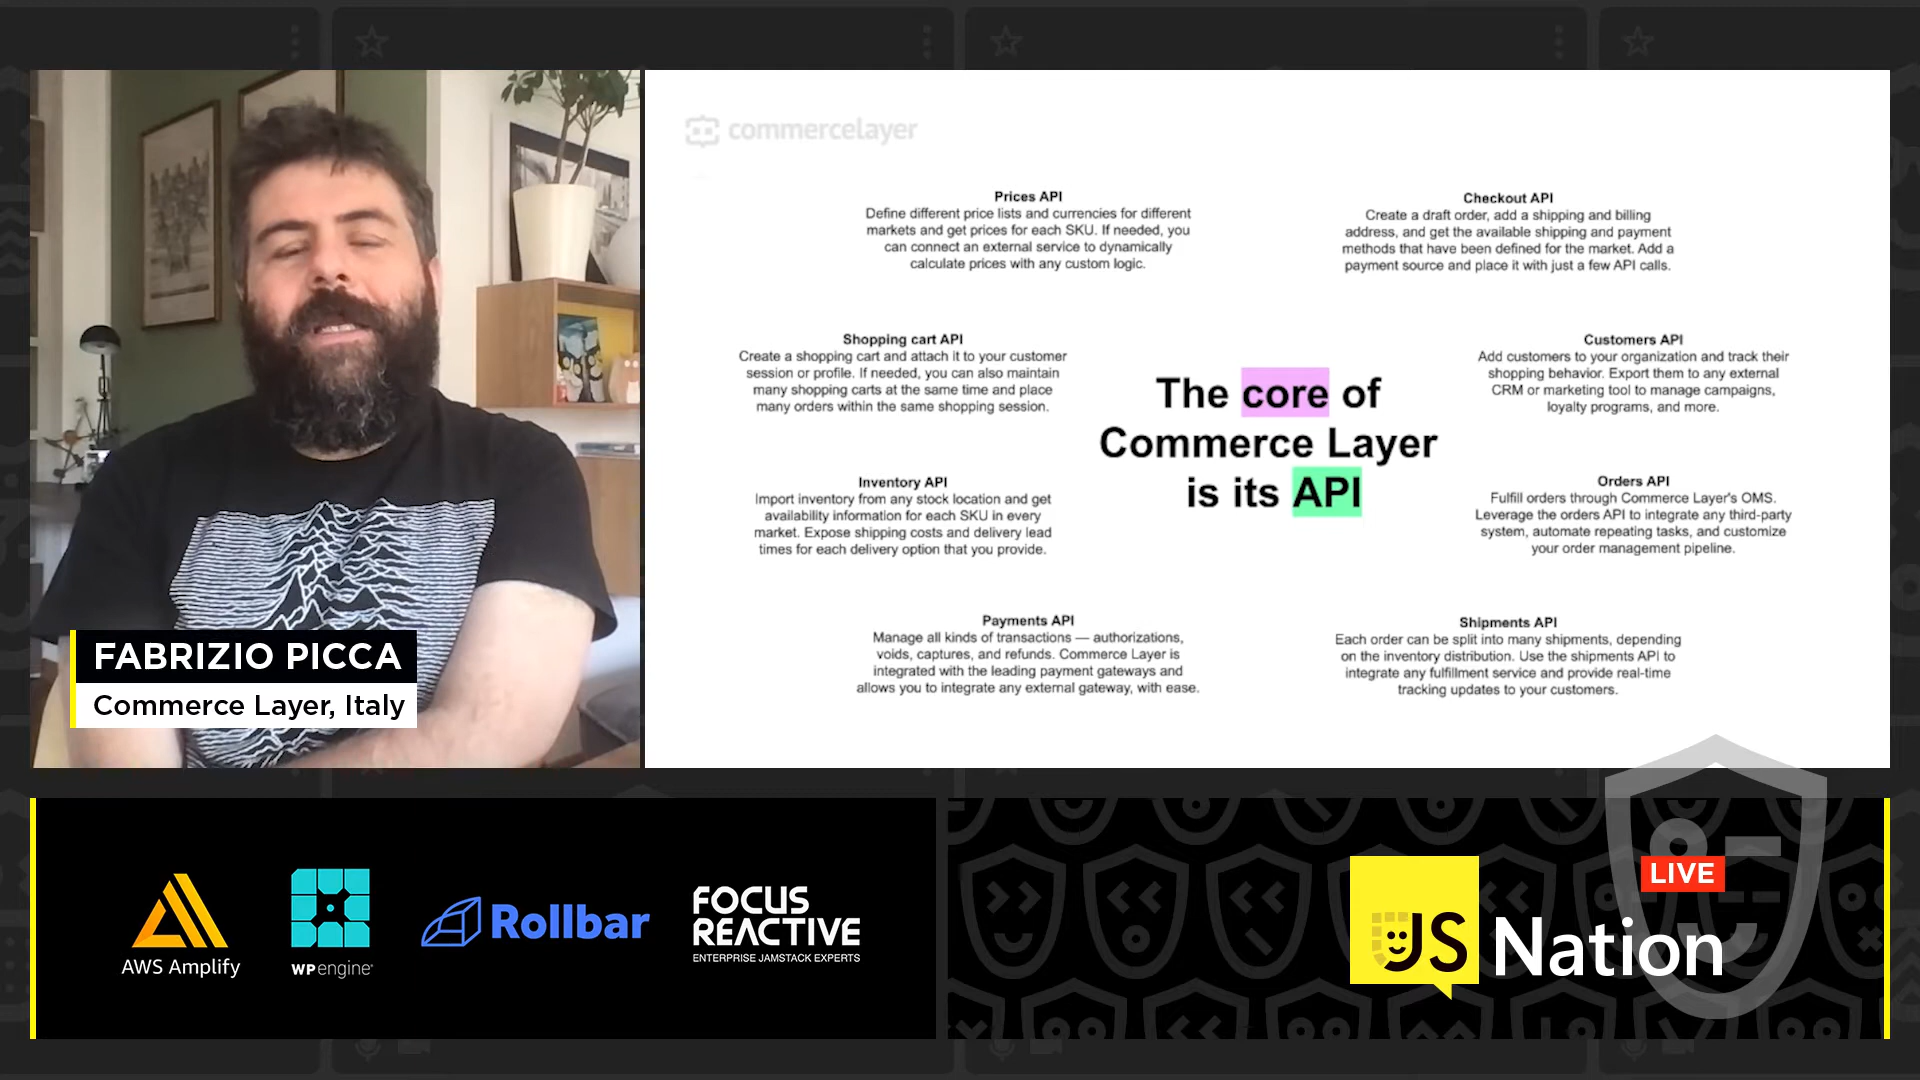 commercelayer
Prices API
Define different price lists and currencies for different
markets and get prices for each SKU. If needed, you
can connect an external service to dynamically
calculate prices with any custom logic.
Checkout API
Create a draft order, add a shipping and billing
address, and get the available shipping and payment
methods that have been defined for the market. Add a
payment source and place it with just a few API calls.
Shopping cart API
Create a shopping cart and attach it to your customer
session or profile. If needed, you can also maintain
many shopping carts at the same time and place
many orders within the same shopping session.
The core of
Commerce Layer
is its API
Customers API
Add customers to your organization and track their
shopping behavior. Export them to any external
CRM or marketing tool to manage campaigns,
loyalty programs, and more.
Inventory API
Import inventory from any stock location and get
availability information for each SKU in every
market. Expose shipping costs and delivery lead
times for each delivery option that you provide.
Orders API
Fulfill orders through Commerce Layer's OMS.
Leverage the orders API to integrate any third-party
system, automate repeating tasks, and customize
your order management pipeline.
Payments API
Manage all kinds of transactions — authorizations,
voids, captures, and refunds. Commerce Layer is
integrated with the leading payment gateways and
allows you to integrate any external gateway, with ease.
Shipments API
Each order can be split into many shipments, depending
on the inventory distribution. Use the shipments API to
integrate any fulfillment service and provide real-time
tracking updates to your customers.
FABRIZIO PICCA
Commerce Layer, Italy
AWS Amplify
WPengine
Rollbar
FOCUS
REACTIVE
ENTERPRISE JAMSTACK EXPERTS
LIVE
JS Nation